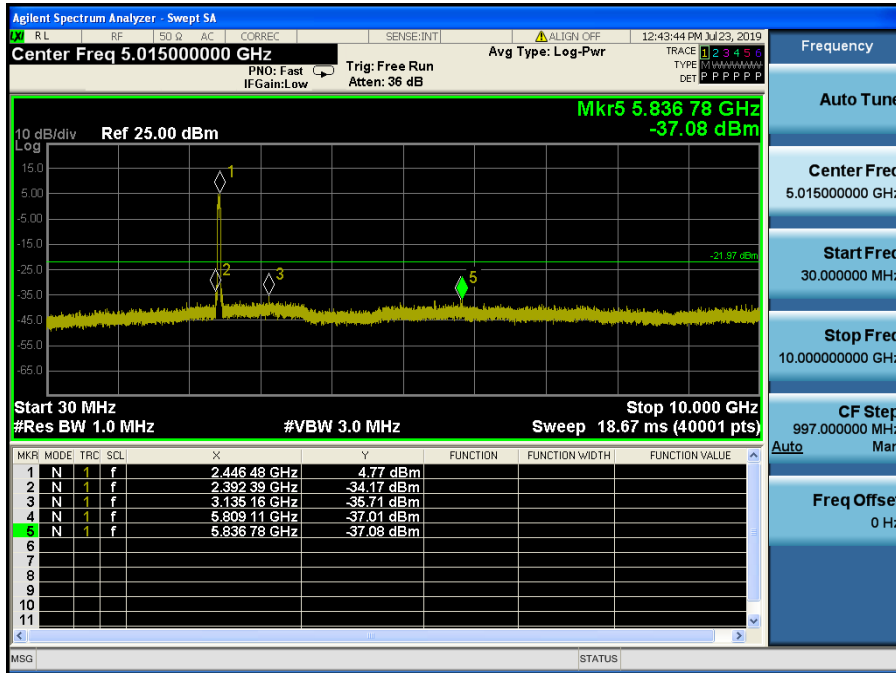 Agilent Spectrum Analyzer - Swept SA
LXI RL RF 50 Ω AC CORREC SENSE:INT ALIGN OFF 12:43:44 PM Jul 23, 2019
Center Freq 5.015000000 GHz
PNO: Fast
IFGain:Low
Trig: Free Run
Atten: 36 dB
Avg Type: Log-Pwr
TRACE 1 2 3 4 5 6
TYPE M
DET P P P P P P
Frequency
Mkr5 5.836 78 GHz
-37.08 dBm
10 dB/div Ref 25.00 dBm
Log
15.0
5.00
-5.00
-15.0
-25.0
-35.0
-45.0
-55.0
-65.0
1
2
3
5
-21.97 dBm
Start 30 MHz Stop 10.000 GHz
#Res BW 1.0 MHz #VBW 3.0 MHz Sweep 18.67 ms (40001 pts)
MKR MODE TRC SCL X Y FUNCTION FUNCTION WIDTH FUNCTION VALUE
1 N 1 f 2.446 48 GHz 4.77 dBm
2 N 1 f 2.392 39 GHz -34.17 dBm
3 N 1 f 3.135 16 GHz -35.71 dBm
4 N 1 f 5.809 11 GHz -37.01 dBm
5 N 1 f 5.836 78 GHz -37.08 dBm
6
7
8
9
10
11
MSG STATUS
Auto Tune
Center Freq
5.015000000 GHz
Start Freq
30.000000 MHz
Stop Freq
10.000000000 GHz
CF Step
997.000000 MHz
Auto Man
Freq Offset
0 Hz